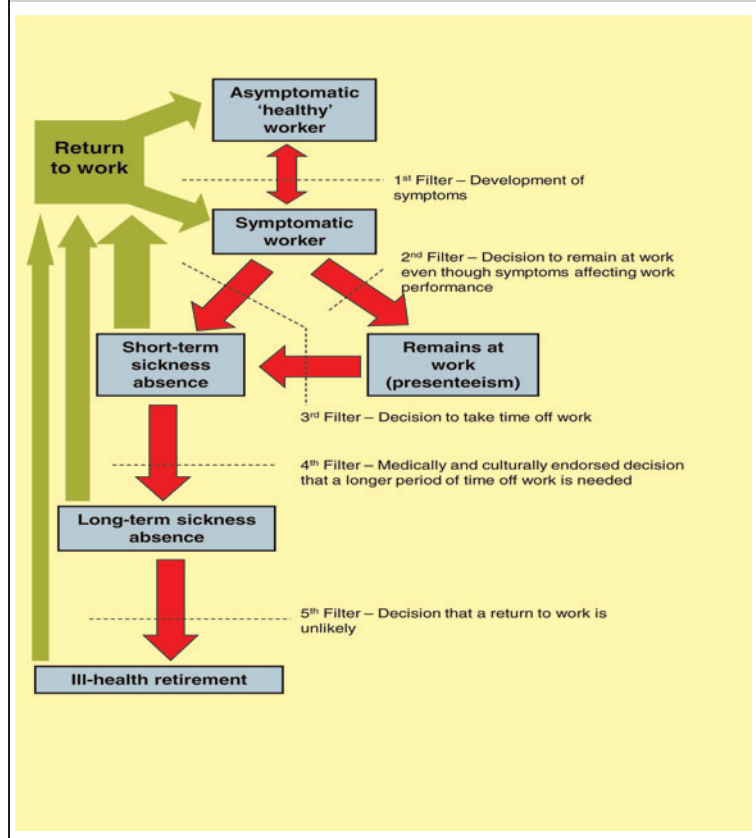 Asymptomatic
‘healthy’
worker
Return
to work
1st Filter – Development of
symptoms
Symptomatic
worker
2nd Filter – Decision to remain at work
even though symptoms affecting work
performance
Short-term
sickness
absence
Remains at
work
(presenteeism)
3rd Filter – Decision to take time off work
4th Filter – Medically and culturally endorsed decision
that a longer period of time off work is needed
Long-term sickness
absence
5th Filter – Decision that a return to work is
unlikely
Ill-health retirement